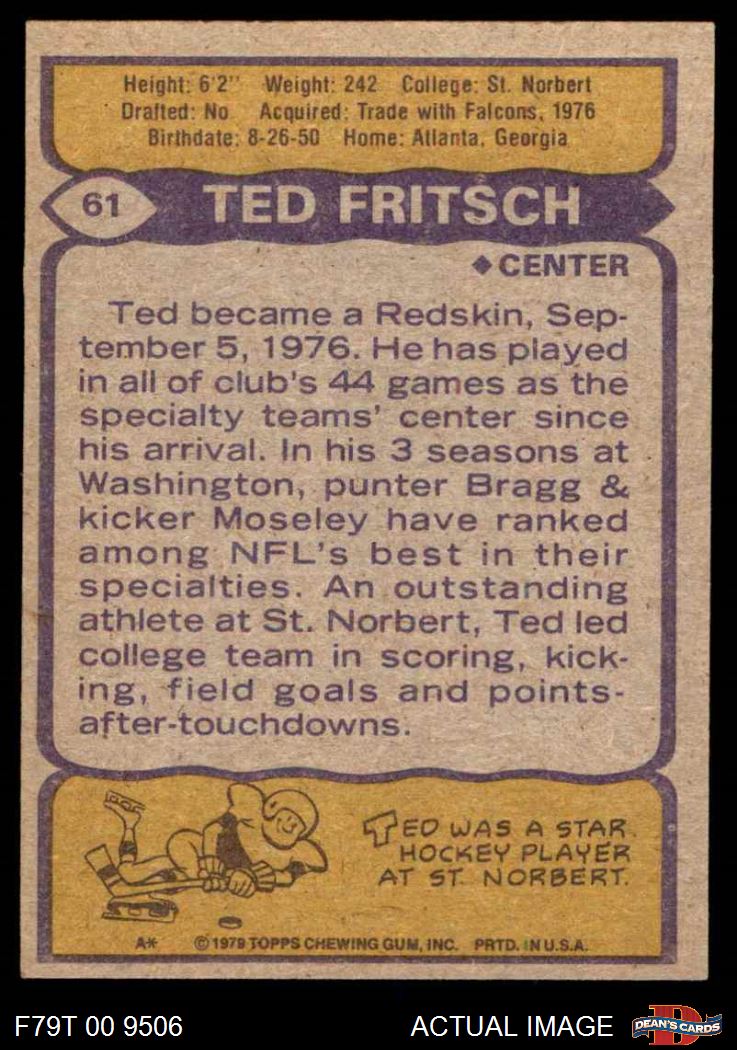 Height: 6'2" Weight: 242 College: St. Norbert
Drafted: No Acquired: Trade with Falcons, 1976
Birthdate: 8-26-50 Home: Atlanta, Georgia
61 TED FRITSCH
◆CENTER
Ted became a Redskin, Sep-
tember 5, 1976. He has played
in all of club's 44 games as the
specialty teams' center since
his arrival. In his 3 seasons at
Washington, punter Bragg &
kicker Moseley have ranked
among NFL's best in their
specialties. An outstanding
athlete at St. Norbert, Ted led
college team in scoring, kick-
ing, field goals and points-
after-touchdowns.
TED WAS A STAR
HOCKEY PLAYER
AT ST. NORBERT.
A* © 1979 TOPPS CHEWING GUM, INC. PRTD. IN U.S.A.
F79T 00 9506 ACTUAL IMAGE D DEAN'S CARDS